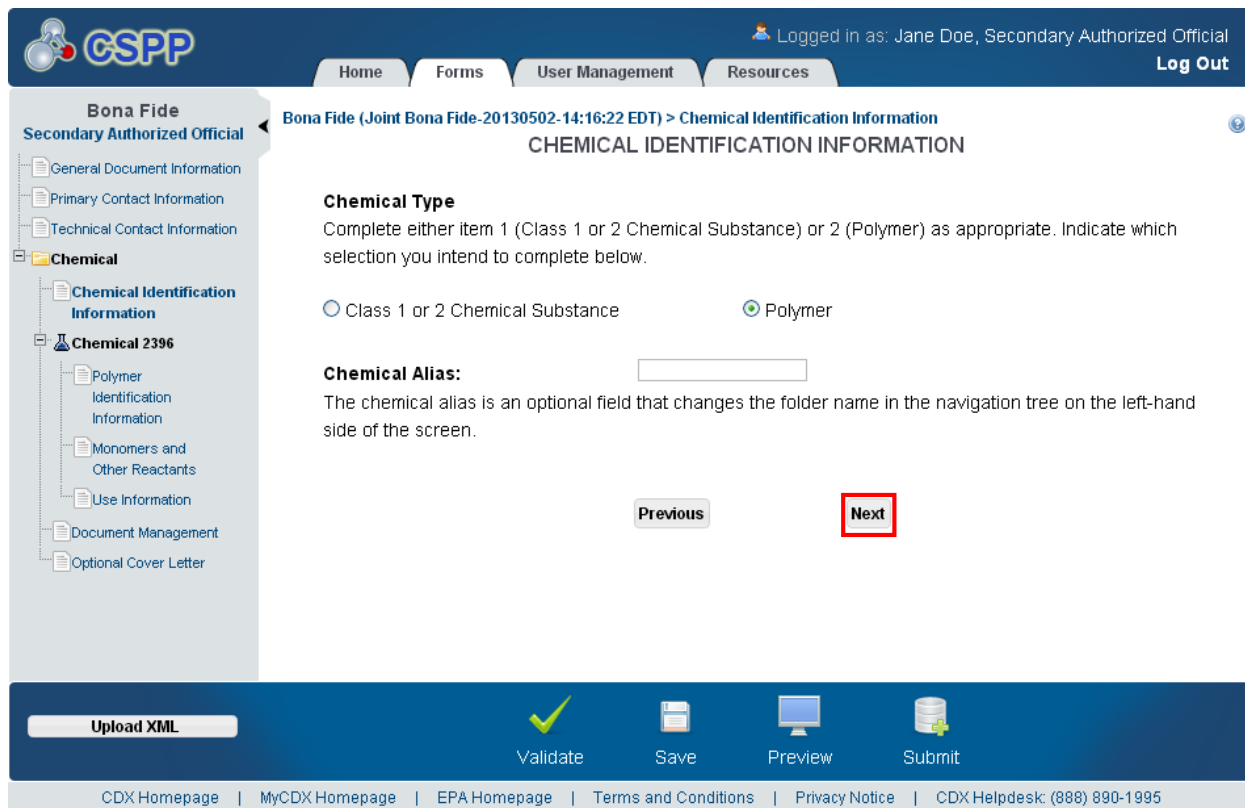 CSPP
Logged in as: Jane Doe, Secondary Authorized Official
Log Out
Home
Forms
User Management
Resources
Bona Fide
Secondary Authorized Official
General Document Information
Primary Contact Information
Technical Contact Information
Chemical
Chemical Identification
Information
Chemical 2396
Polymer
Identification
Information
Monomers and
Other Reactants
Use Information
Document Management
Optional Cover Letter
Bona Fide (Joint Bona Fide-20130502-14:16:22 EDT) > Chemical Identification Information
CHEMICAL IDENTIFICATION INFORMATION
Chemical Type
Complete either item 1 (Class 1 or 2 Chemical Substance) or 2 (Polymer) as appropriate. Indicate which
selection you intend to complete below.
Class 1 or 2 Chemical Substance
Polymer
Chemical Alias:
The chemical alias is an optional field that changes the folder name in the navigation tree on the left-hand
side of the screen.
Previous
Next
Upload XML
Validate
Save
Preview
Submit
CDX Homepage | MyCDX Homepage | EPA Homepage | Terms and Conditions | Privacy Notice | CDX Helpdesk: (888) 890-1995